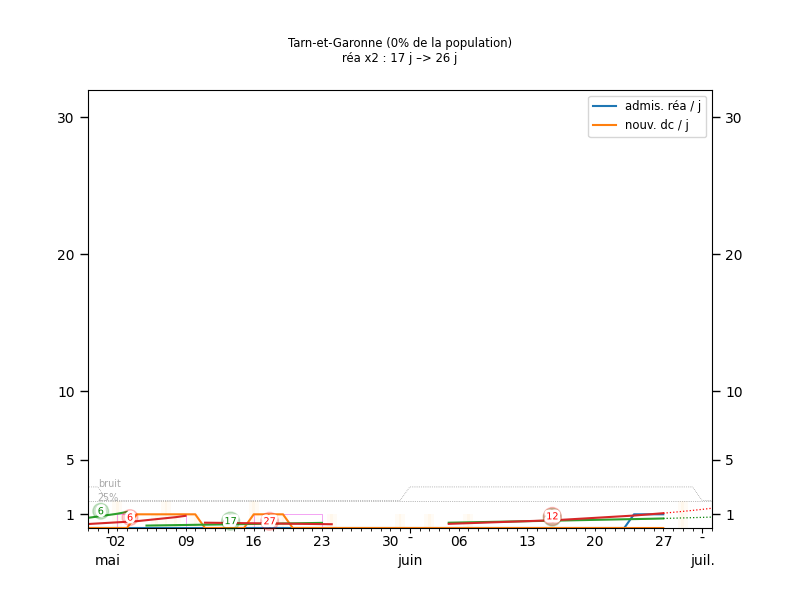 Tarn-et-Garonne (0% de la population)
réa x2 : 17 j –> 26 j
admis. réa / j
nouv. dc / j
30 30
20 20
10 10
5 5
1 1
bruit
25%
6 6 17 27 12
02 09 16 23 30 - 06 13 20 27 -
mai juin juil.